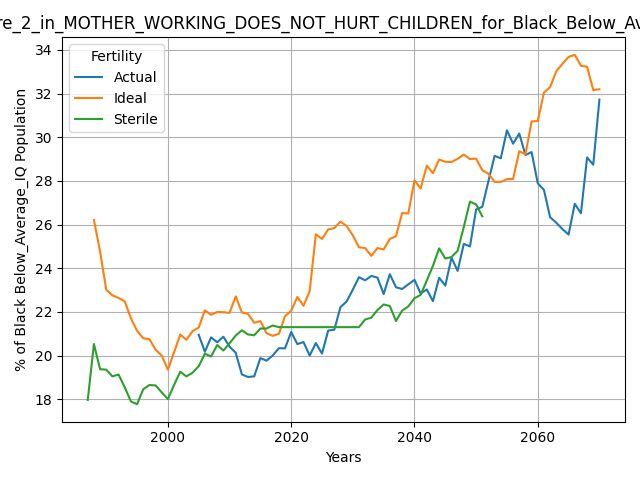 re_2_in_MOTHER_WORKING_DOES_NOT_HURT_CHILDREN_for_Black_Below_Av
Fertility
Actual
Ideal
Sterile
% of Black Below_Average_IQ Population
34
32
30
28
26
24
22
20
18
2000
2020
2040
2060
Years